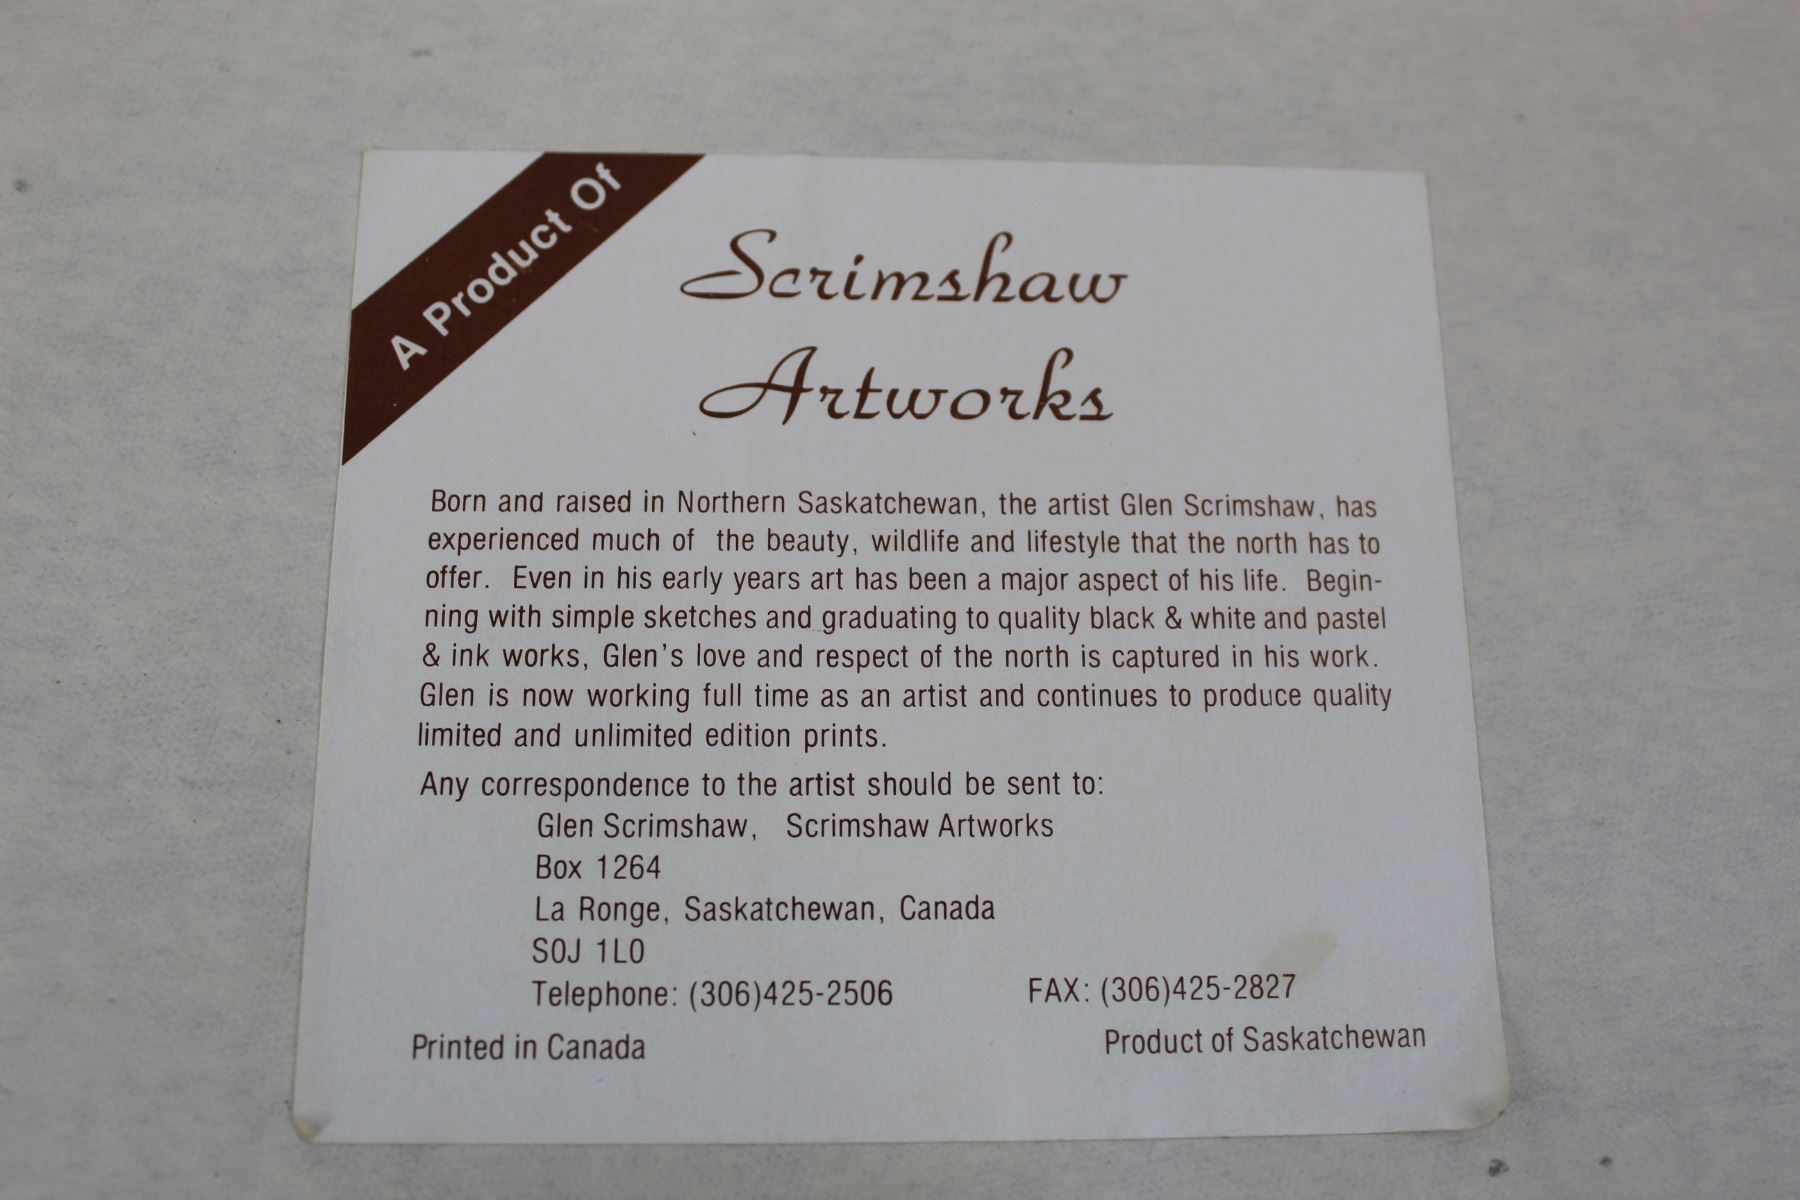 A Product Of
Scrimshaw
Artworks
Born and raised in Northern Saskatchewan, the artist Glen Scrimshaw, has
experienced much of the beauty, wildlife and lifestyle that the north has to
offer. Even in his early years art has been a major aspect of his life. Begin-
ning with simple sketches and graduating to quality black & white and pastel
& ink works, Glen's love and respect of the north is captured in his work.
Glen is now working full time as an artist and continues to produce quality
limited and unlimited edition prints.
Any correspondence to the artist should be sent to:
Glen Scrimshaw, Scrimshaw Artworks
Box 1264
La Ronge, Saskatchewan, Canada
S0J 1L0
Telephone: (306)425-2506 FAX: (306)425-2827
Printed in Canada Product of Saskatchewan